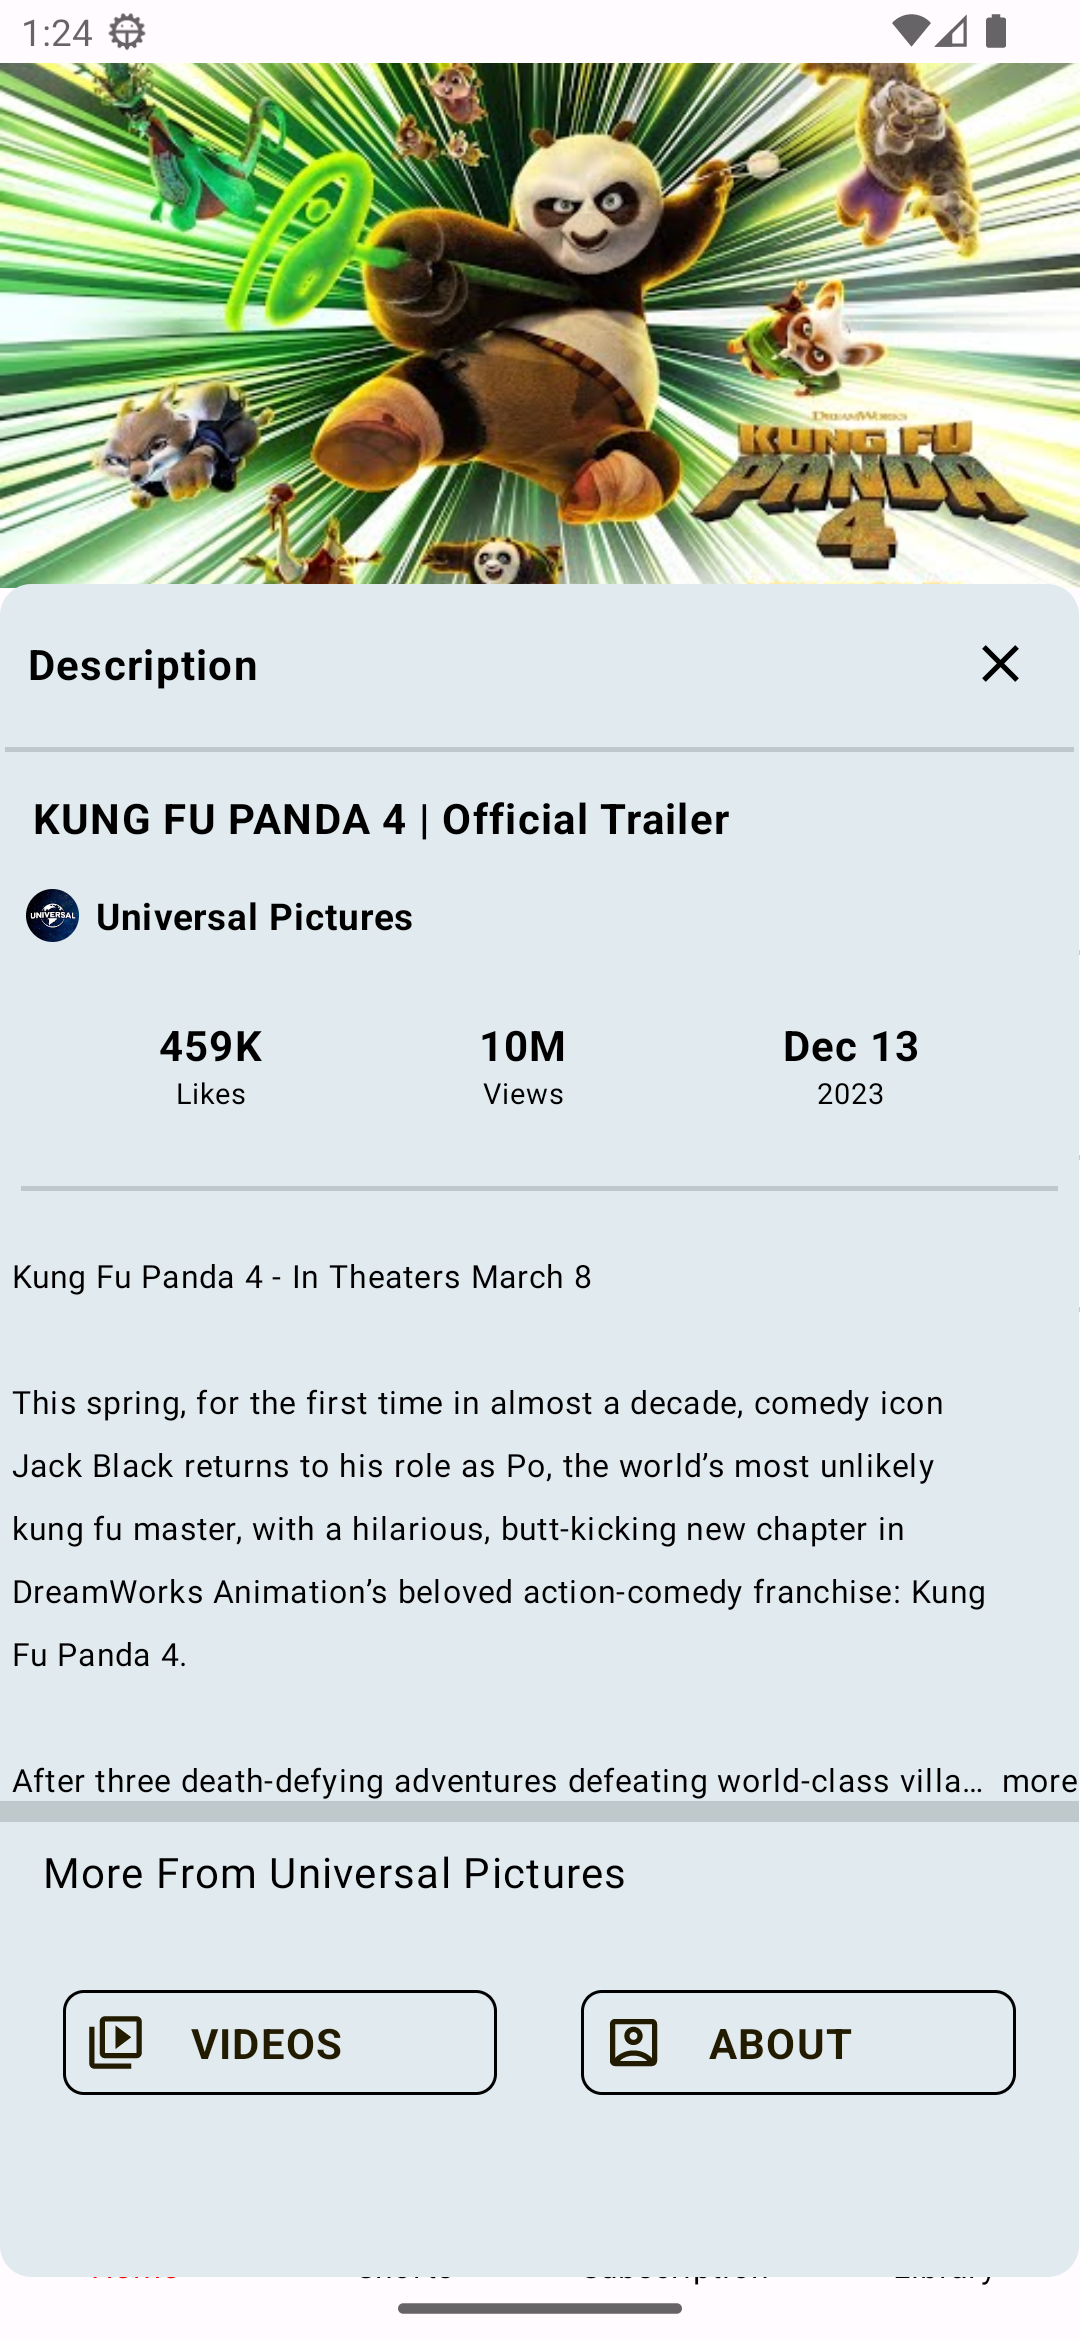 1:24
DREAMWORKS
KUNG FU
PANDA
4
Description
KUNG FU PANDA 4 | Official Trailer
UNIVERSAL
Universal Pictures
459K 10M Dec 13
Likes Views 2023
Kung Fu Panda 4 - In Theaters March 8
This spring, for the first time in almost a decade, comedy icon
Jack Black returns to his role as Po, the world’s most unlikely
kung fu master, with a hilarious, butt-kicking new chapter in
DreamWorks Animation’s beloved action-comedy franchise: Kung
Fu Panda 4.
After three death-defying adventures defeating world-class villa… more
More From Universal Pictures
VIDEOS ABOUT
Home Shorts Subscription Library